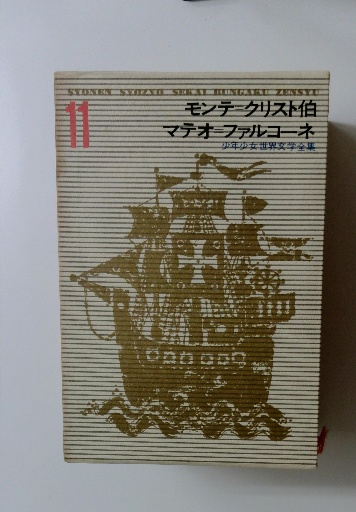 SYONEN SYOZYO SEKAI BUNGAKU ZENSYU
11
モンテ=クリスト伯
マテオ=ファルコーネ
少年少女世界文学全集